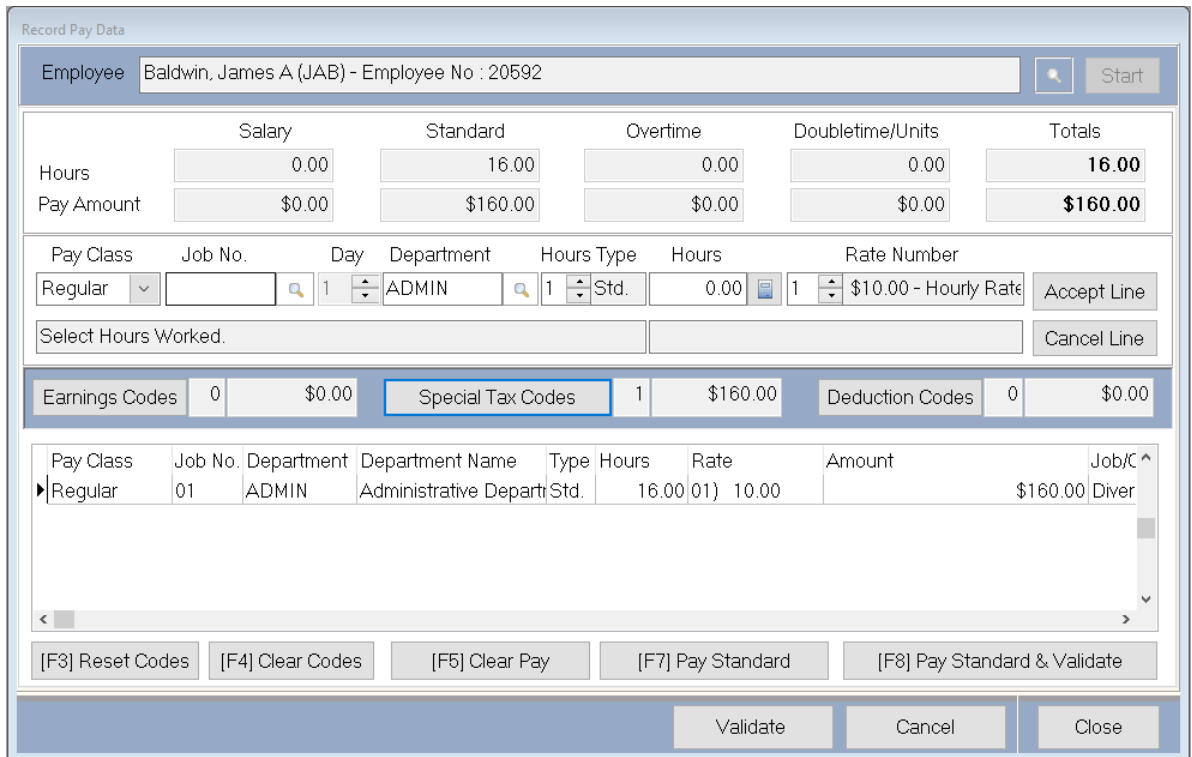 Record Pay Data
Employee Baldwin, James A (JAB) - Employee No : 20592 Start
Salary Standard Overtime Doubletime/Units Totals
Hours 0.00 16.00 0.00 0.00 16.00
Pay Amount $0.00 $160.00 $0.00 $0.00 $160.00
Pay Class Job No. Day Department Hours Type Hours Rate Number
Regular 1 ADMIN 1 Std. 0.00 1 $10.00 - Hourly Rate Accept Line
Select Hours Worked. Cancel Line
Earnings Codes 0 $0.00 Special Tax Codes 1 $160.00 Deduction Codes 0 $0.00
Pay Class Job No. Department Department Name Type Hours Rate Amount Job/C
Regular 01 ADMIN Administrative Departr Std. 16.00 01) 10.00 $160.00 Diver
[F3] Reset Codes [F4] Clear Codes [F5] Clear Pay [F7] Pay Standard [F8] Pay Standard & Validate
Validate Cancel Close